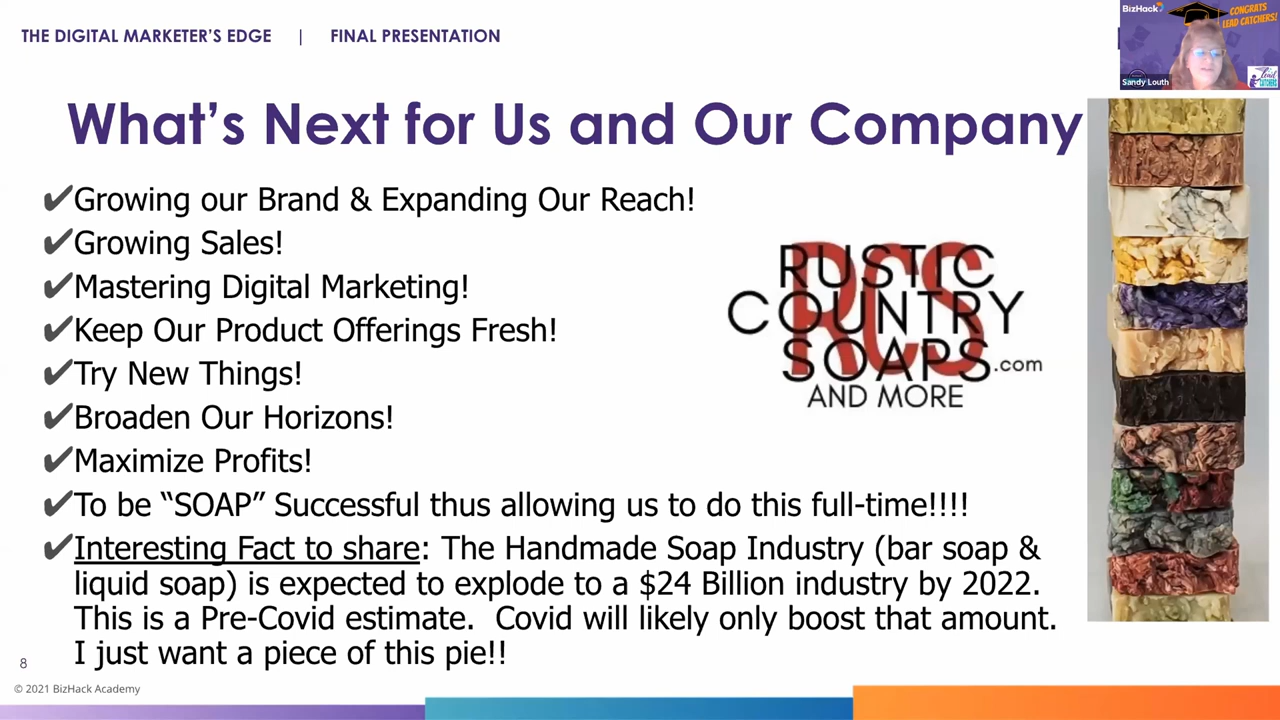 THE DIGITAL MARKETER'S EDGE | FINAL PRESENTATION
BizHack
CONGRATS
LEAD CATCHERS!
Sandy Louth
What's Next for Us and Our Company
✔Growing our Brand & Expanding Our Reach!
✔Growing Sales!
✔Mastering Digital Marketing!
✔Keep Our Product Offerings Fresh!
✔Try New Things!
✔Broaden Our Horizons!
✔Maximize Profits!
✔To be “SOAP” Successful thus allowing us to do this full-time!!!!
✔Interesting Fact to share: The Handmade Soap Industry (bar soap &
liquid soap) is expected to explode to a $24 Billion industry by 2022.
This is a Pre-Covid estimate. Covid will likely only boost that amount.
I just want a piece of this pie!!
RCS
RUSTIC
COUNTRY
SOAPS.com
AND MORE
8
© 2021 BizHack Academy